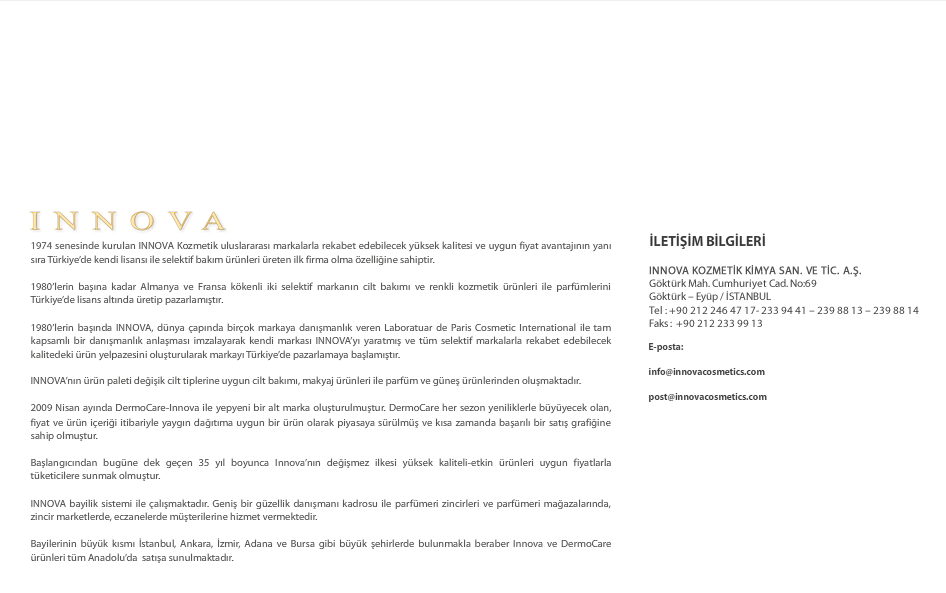 INNOVA
1974 senesinde kurulan INNOVA Kozmetik uluslararası markalarla rekabet edebilecek yüksek kalitesi ve uygun fiyat avantajının yanı
sıra Türkiye’de kendi lisansı ile selektif bakım ürünleri üreten ilk firma olma özelliğine sahiptir.
1980’lerin başına kadar Almanya ve Fransa kökenli iki selektif markanın cilt bakımı ve renkli kozmetik ürünleri ile parfümlerini
Türkiye’de lisans altında üretip pazarlamıştır.
1980’lerin başında INNOVA, dünya çapında birçok markaya danışmanlık veren Laboratuar de Paris Cosmetic International ile tam
kapsamlı bir danışmanlık anlaşması imzalayarak kendi markası INNOVA’yı yaratmış ve tüm selektif markalarla rekabet edebilecek
kalitedeki ürün yelpazesini oluşturularak markayı Türkiye’de pazarlamaya başlamıştır.
INNOVA’nın ürün paleti değişik cilt tiplerine uygun cilt bakımı, makyaj ürünleri ile parfüm ve güneş ürünlerinden oluşmaktadır.
2009 Nisan ayında DermoCare-Innova ile yepyeni bir alt marka oluşturulmuştur. DermoCare her sezon yeniliklerle büyüyecek olan,
fiyat ve ürün içeriği itibariyle yaygın dağıtıma uygun bir ürün olarak piyasaya sürülmüş ve kısa zamanda başarılı bir satış grafiğine
sahip olmuştur.
Başlangıcından bugüne dek geçen 35 yıl boyunca Innova’nın değişmez ilkesi yüksek kaliteli-etkin ürünleri uygun fiyatlarla
tüketicilere sunmak olmuştur.
INNOVA bayilik sistemi ile çalışmaktadır. Geniş bir güzellik danışmanı kadrosu ile parfümeri zincirleri ve parfümeri mağazalarında,
zincir marketlerde, eczanelerde müşterilerine hizmet vermektedir.
Bayilerinin büyük kısmı İstanbul, Ankara, İzmir, Adana ve Bursa gibi büyük şehirlerde bulunmakla beraber Innova ve DermoCare
ürünleri tüm Anadolu’da satışa sunulmaktadır.
İLETİŞİM BİLGİLERİ
INNOVA KOZMETİK KİMYA SAN. VE TİC. A.Ş.
Göktürk Mah. Cumhuriyet Cad. No:69
Göktürk – Eyüp / İSTANBUL
Tel : +90 212 246 47 17- 233 94 41 – 239 88 13 – 239 88 14
Faks : +90 212 233 99 13
E-posta:
info@innovacosmetics.com
post@innovacosmetics.com